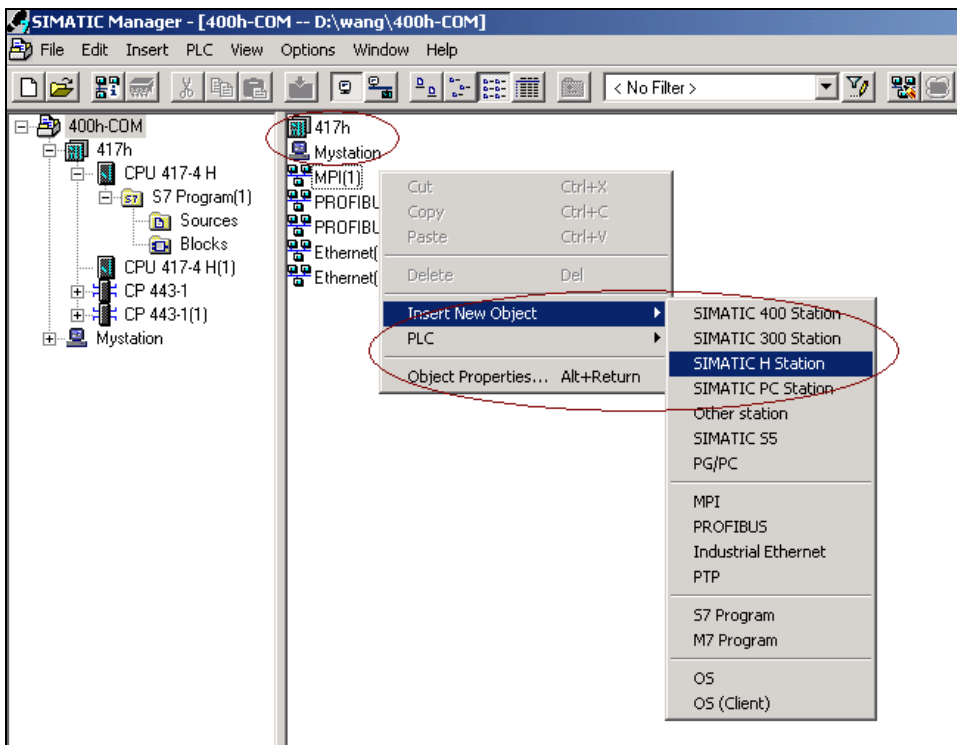 SIMATIC Manager - [400h-COM -- D:\wang\400h-COM]
File Edit Insert PLC View Options Window Help
< No Filter >
400h-COM
417h
CPU 417-4 H
S7 Program(1)
Sources
Blocks
CPU 417-4 H(1)
CP 443-1
CP 443-1(1)
Mystation
417h
Mystation
MPI(1)
PROFIBU
PROFIBU
Ethernet(
Ethernet(
Cut Ctrl+X
Copy Ctrl+C
Paste Ctrl+V
Delete Del
Insert New Object
PLC
Object Properties... Alt+Return
SIMATIC 400 Station
SIMATIC 300 Station
SIMATIC H Station
SIMATIC PC Station
Other station
SIMATIC S5
PG/PC
MPI
PROFIBUS
Industrial Ethernet
PTP
S7 Program
M7 Program
OS
OS (Client)